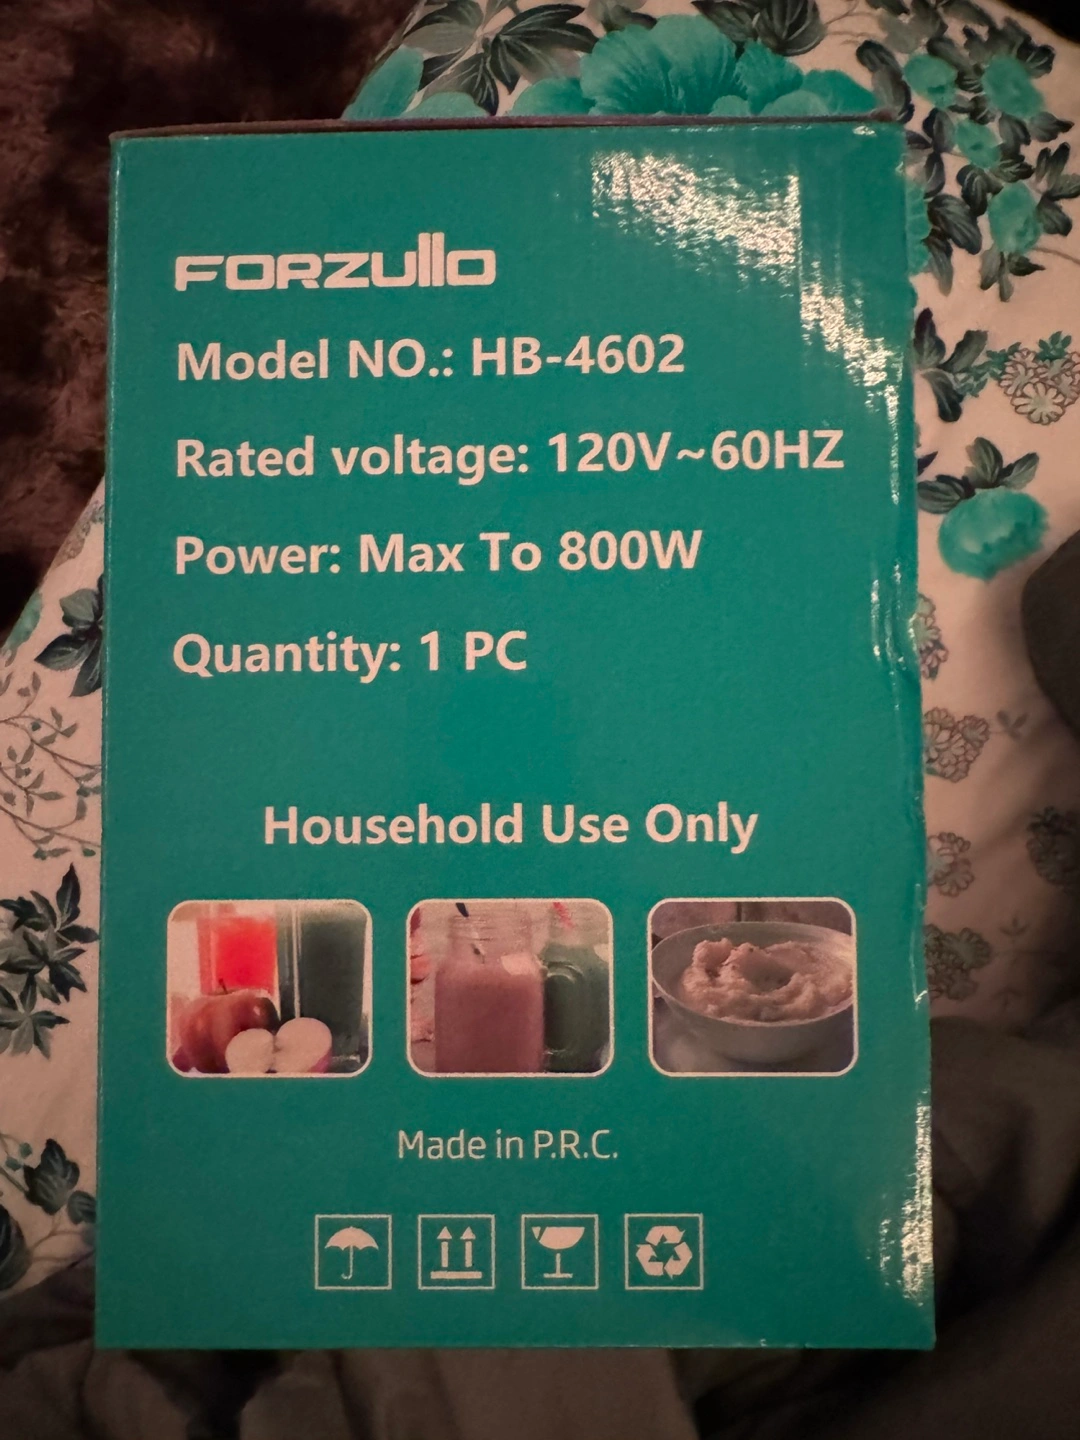 FORZUllO
Model NO.: HB-4602
Rated voltage: 120V~60HZ
Power: Max To 800W
Quantity: 1 PC
Household Use Only
Made in P.R.C.